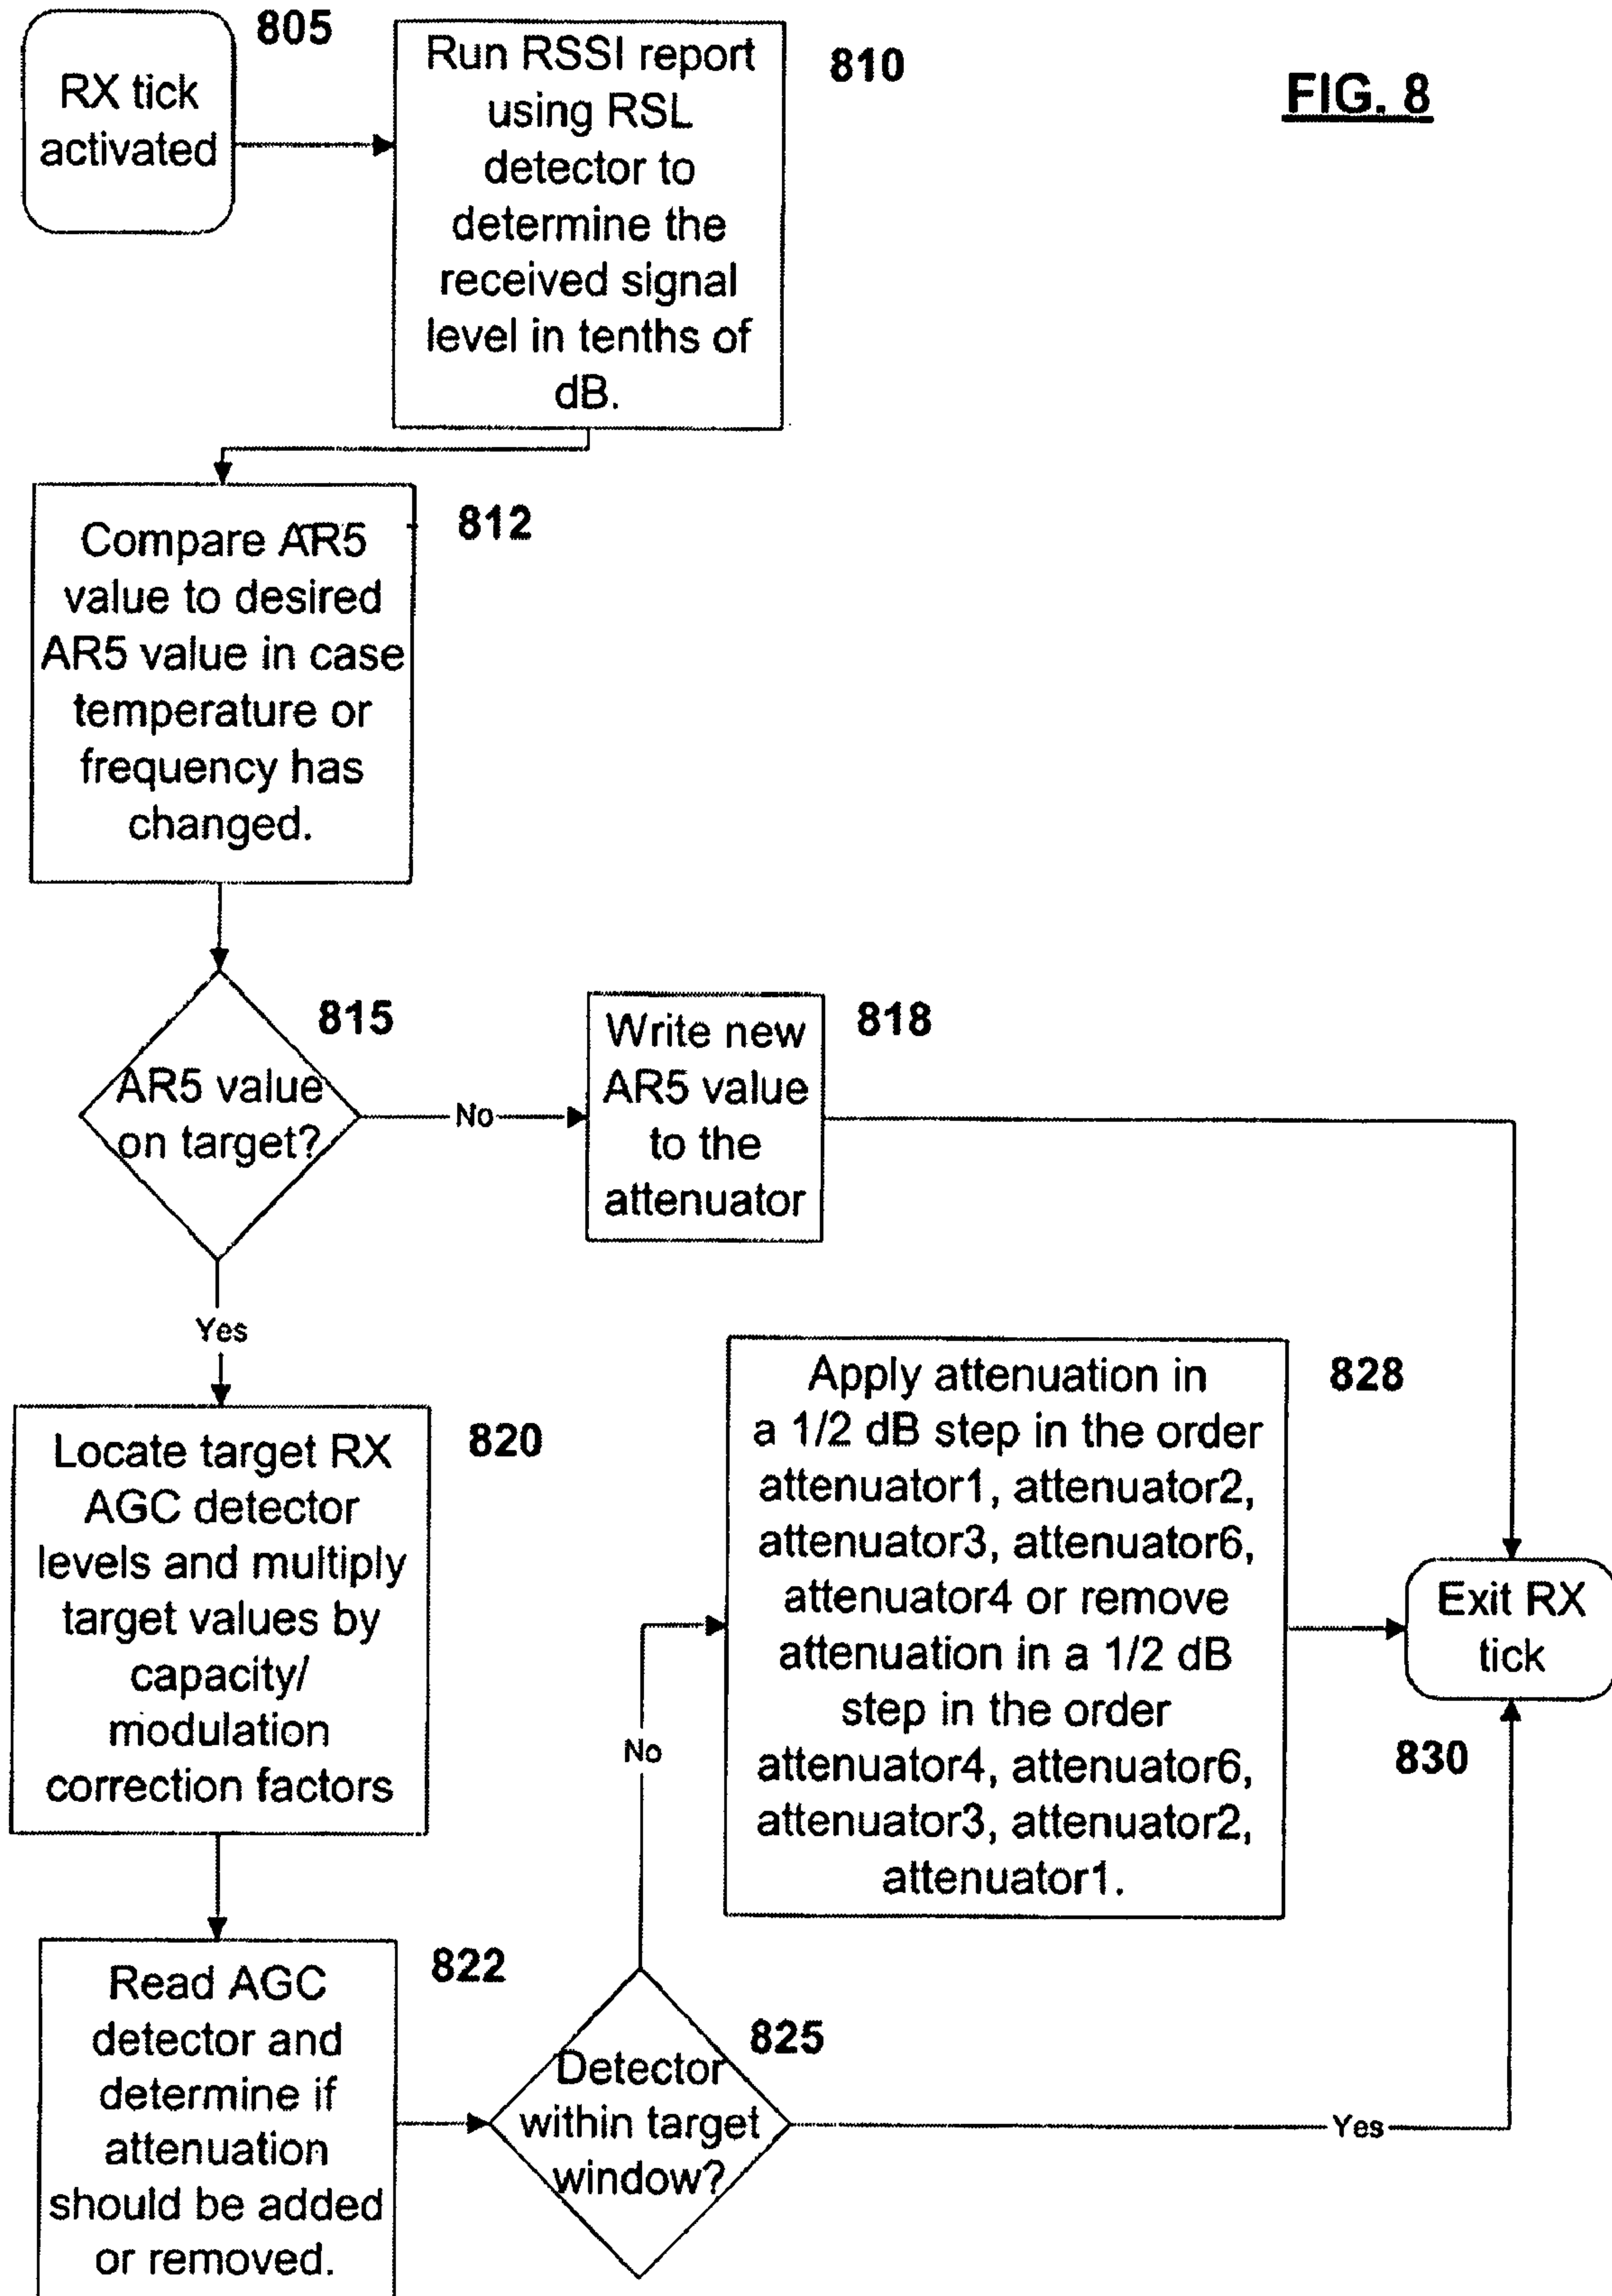 805
RX tick
activated
Run RSSI report
using RSL
detector to
determine the
received signal
level in tenths of
dB.
810
FIG. 8
Compare AR5
value to desired
AR5 value in case
temperature or
frequency has
changed.
812
AR5 value
on target?
815
No
Write new
AR5 value
to the
attenuator
818
Yes
Locate target RX
AGC detector
levels and multiply
target values by
capacity/
modulation
correction factors
820
Read AGC
detector and
determine if
attenuation
should be added
or removed.
822
Detector
within target
window?
825
No
Apply attenuation in
a 1/2 dB step in the order
attenuator1, attenuator2,
attenuator3, attenuator6,
attenuator4 or remove
attenuation in a 1/2 dB
step in the order
attenuator4, attenuator6,
attenuator3, attenuator2,
attenuator1.
828
Yes
Exit RX
tick
830